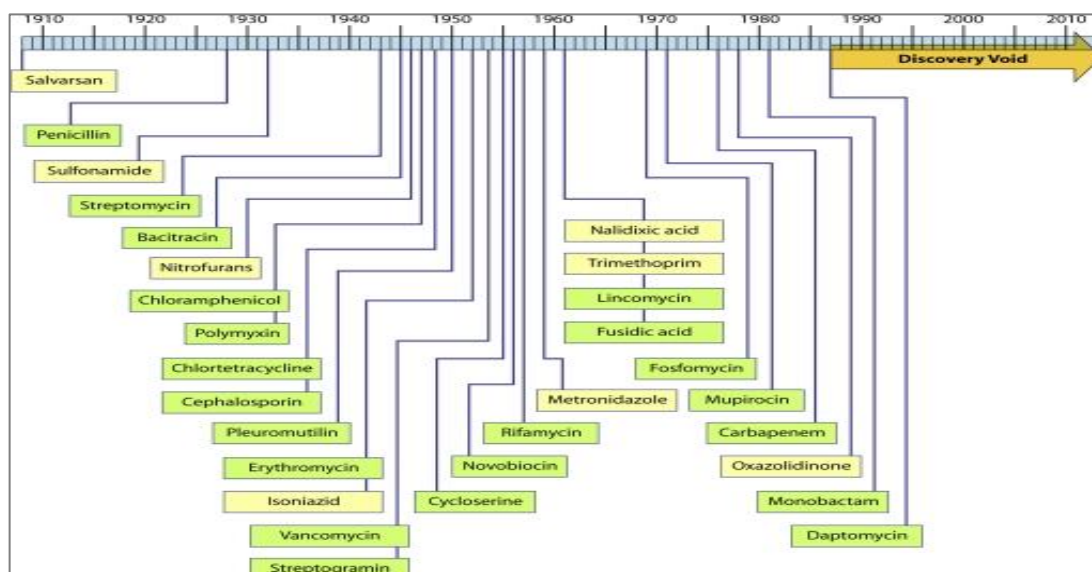 1910 1920 1930 1940 1950 1960 1970 1980 1990 2000 2010
Discovery Void
Salvarsan
Penicillin
Sulfonamide
Streptomycin
Bacitracin
Nitrofurans
Chloramphenicol
Polymyxin
Chlortetracycline
Cephalosporin
Pleuromutilin
Erythromycin
Isoniazid
Vancomycin
Streptogramin
Cycloserine
Novobiocin
Rifamycin
Metronidazole
Nalidixic acid
Trimethoprim
Lincomycin
Fusidic acid
Fosfomycin
Mupirocin
Carbapenem
Oxazolidinone
Monobactam
Daptomycin